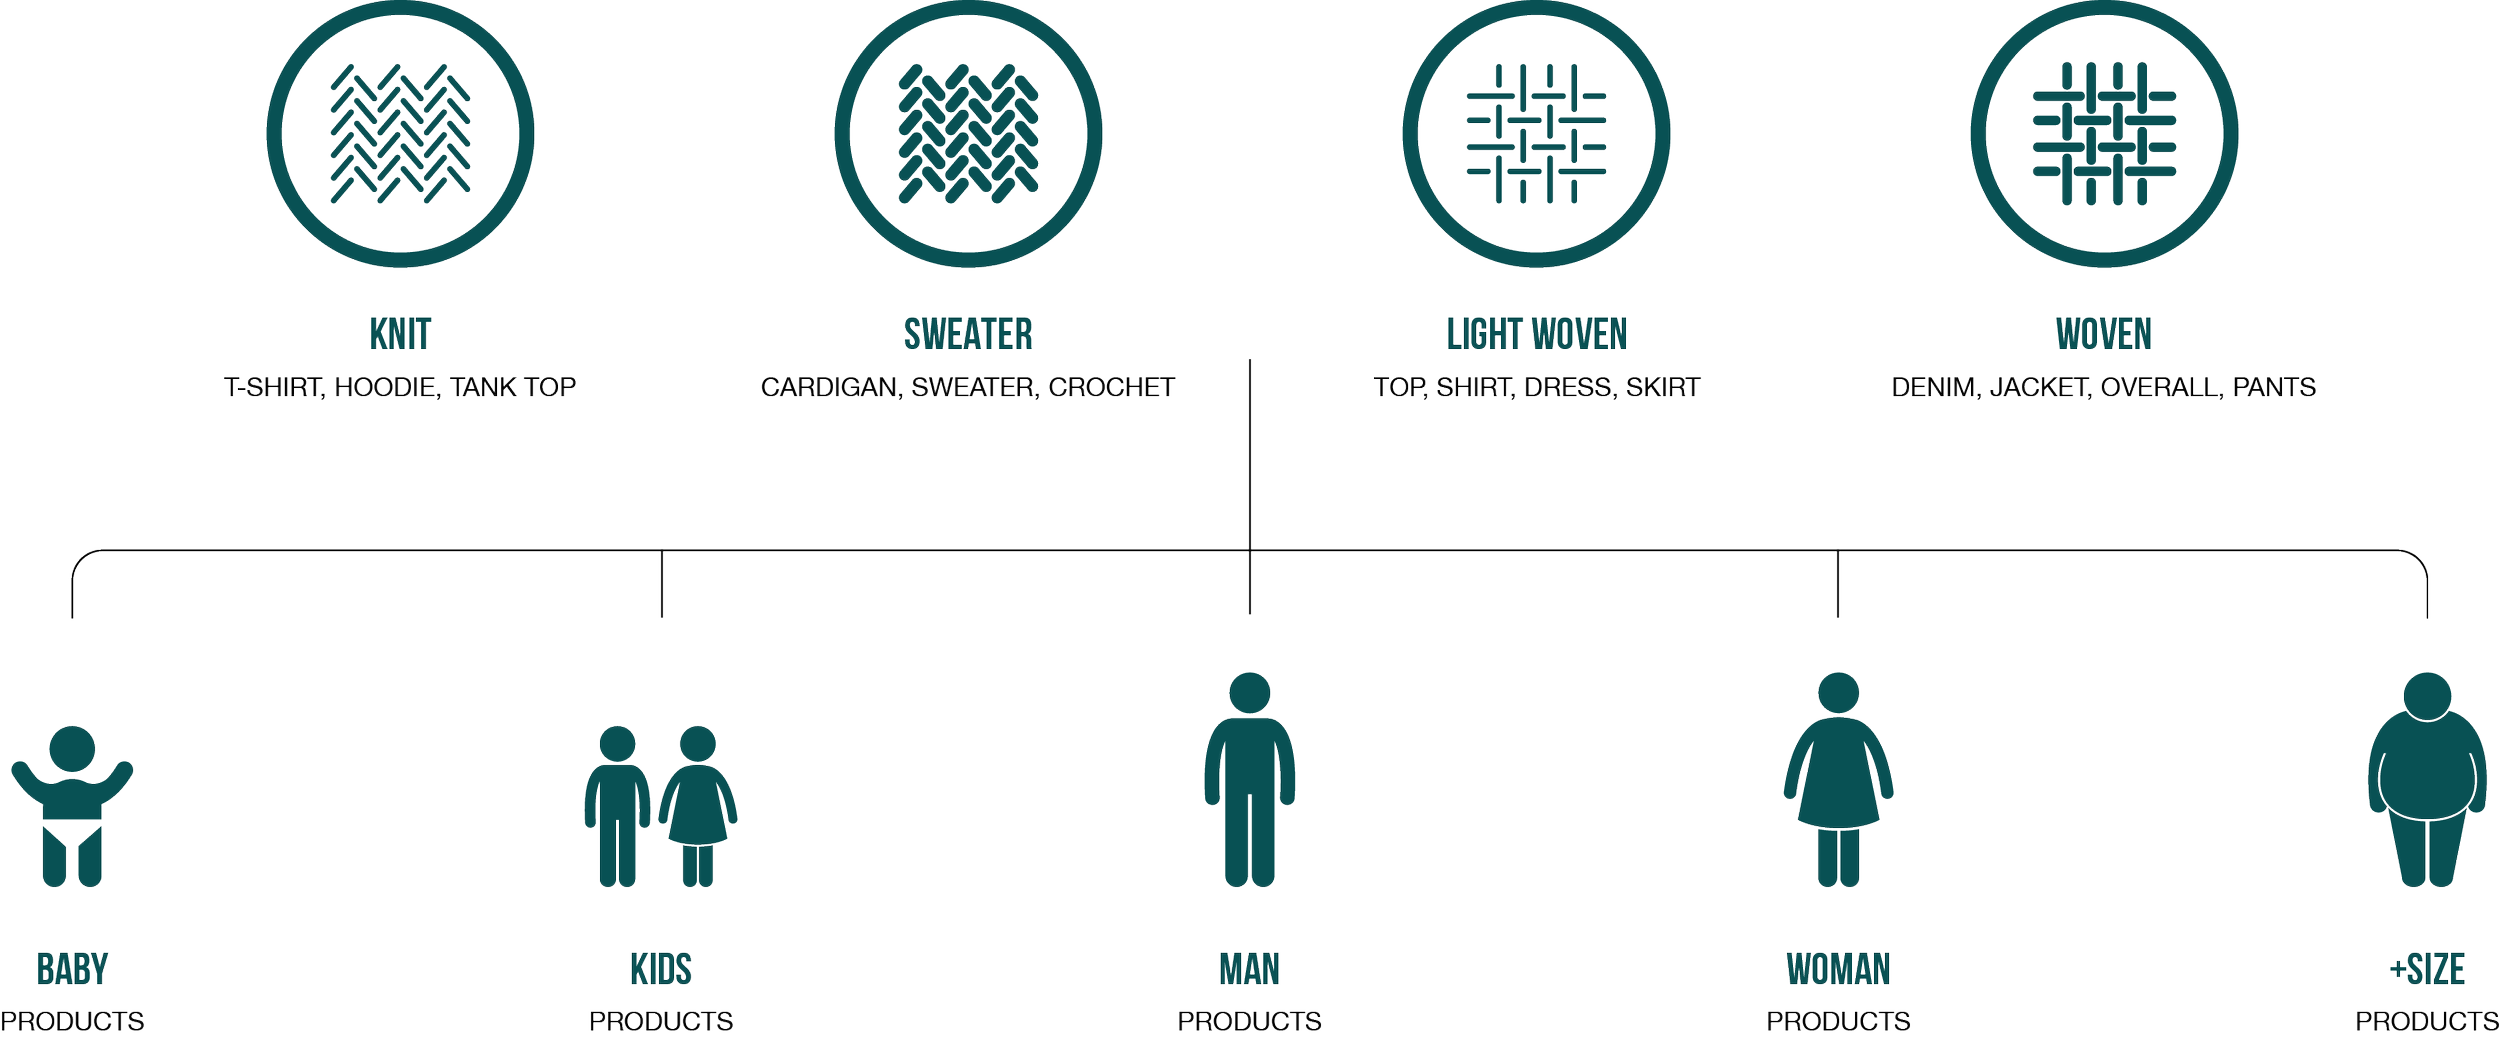 KNIT
T-SHIRT, HOODIE, TANK TOP
SWEATER
CARDIGAN, SWEATER, CROCHET
LIGHT WOVEN
TOP, SHIRT, DRESS, SKIRT
WOVEN
DENIM, JACKET, OVERALL, PANTS
BABY
PRODUCTS
KIDS
PRODUCTS
MAN
PRODUCTS
WOMAN
PRODUCTS
+SIZE
PRODUCTS